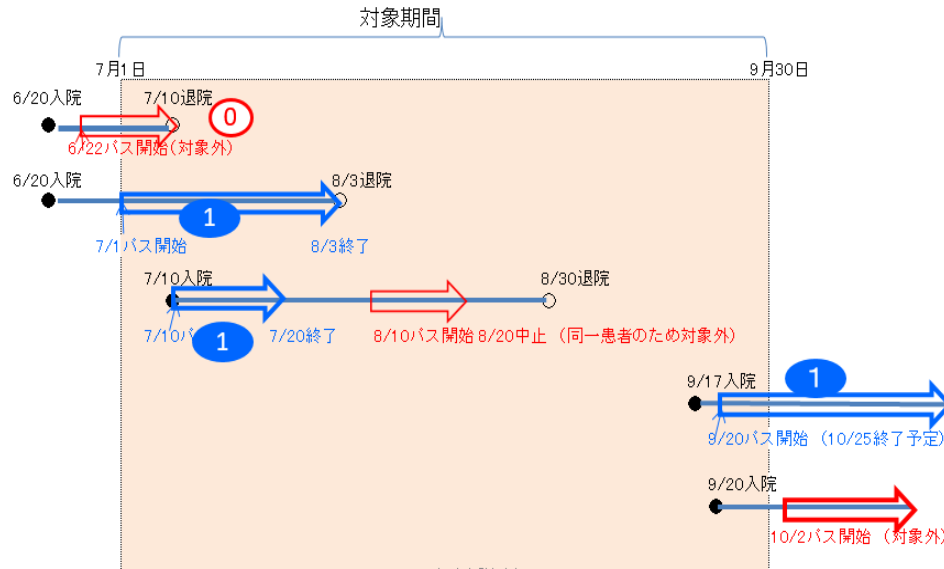 対象期間
7月1日
9月30日
6/20入院
7/10退院
0
6/22パス開始(対象外)
6/20入院
8/3退院
1
7/1パス開始
8/3終了
7/10入院
8/30退院
7/10パ
1
7/20終了
8/10パス開始 8/20中止 (同一患者のため対象外)
9/17入院
1
9/20パス開始 (10/25終了予定)
9/20入院
10/2パス開始 (対象外)